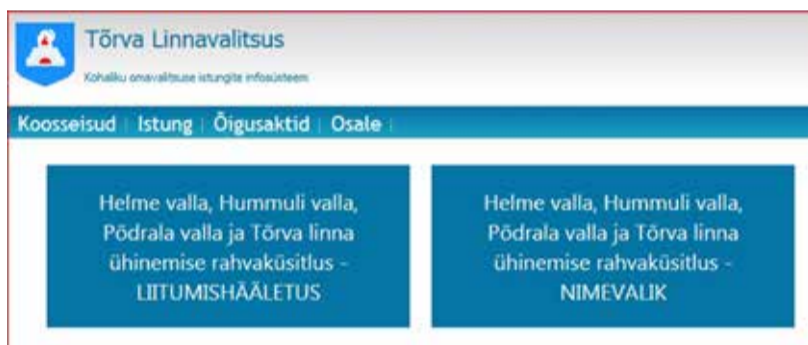 Tõrva Linnavalitsus
Kohaliku omavalitsuse istungite infosüsteem
Koosseisud | Istung | Õigusaktid | Osale |
Helme valla, Hummuli valla,
Põdrala valla ja Tõrva linna
ühinemise rahvaküsitlus -
LIITUMISHÄÄLETUS
Helme valla, Hummuli valla,
Põdrala valla ja Tõrva linna
ühinemise rahvaküsitlus -
NIMEVALIK